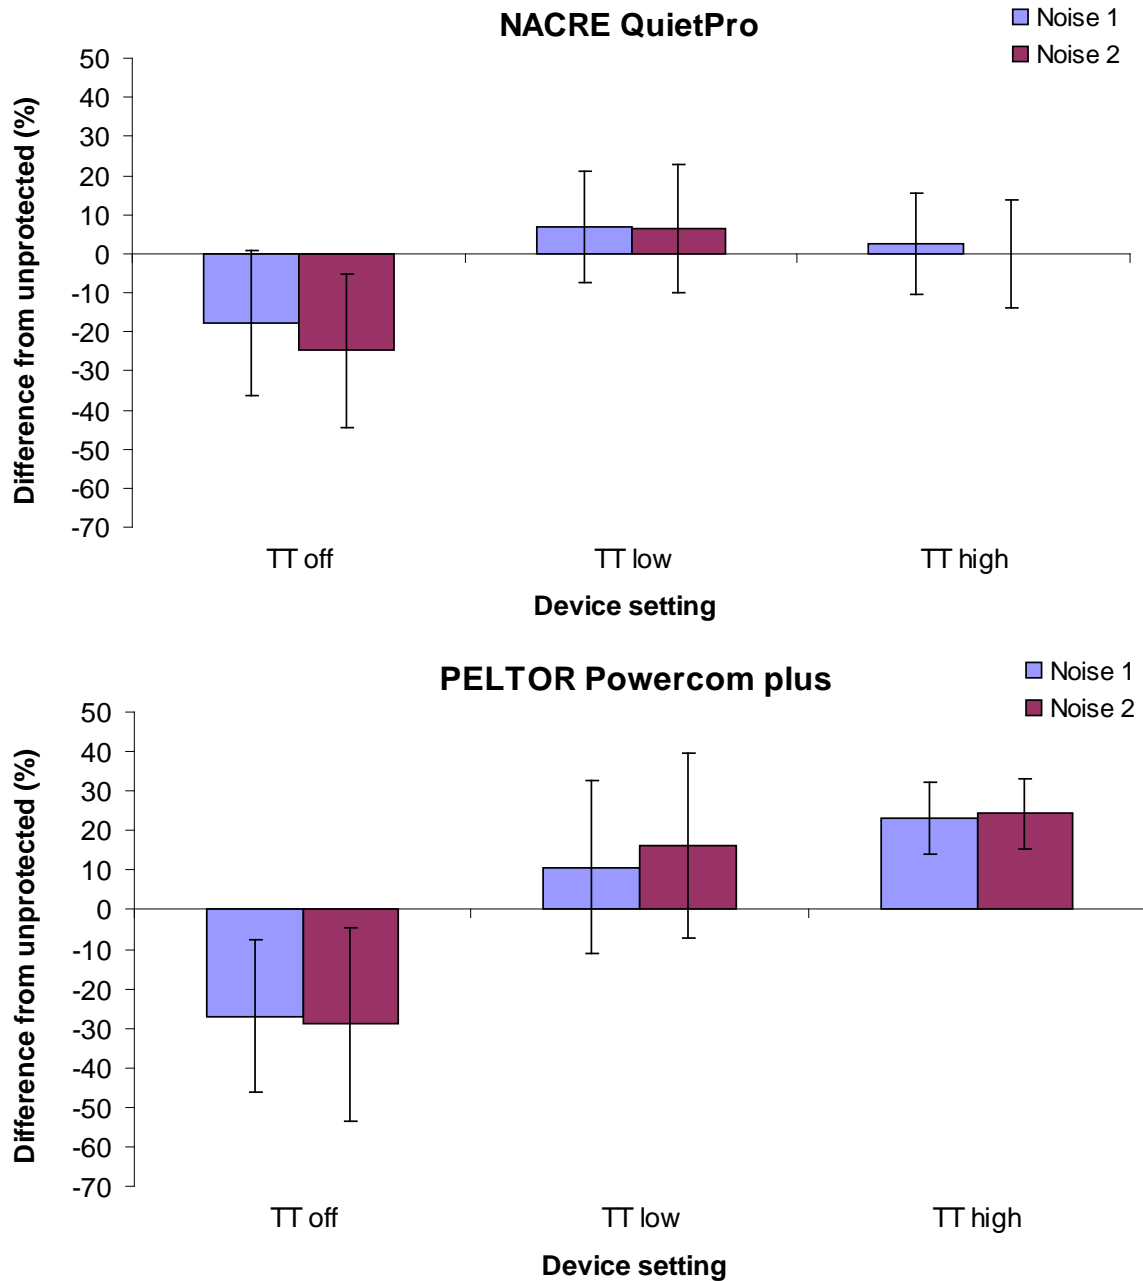 NACRE QuietPro
Noise 1
Noise 2
Difference from unprotected (%)
50
40
30
20
10
0
-10
-20
-30
-40
-50
-60
-70
TT off TT low TT high
Device setting
PELTOR Powercom plus
Noise 1
Noise 2
Difference from unprotected (%)
50
40
30
20
10
0
-10
-20
-30
-40
-50
-60
-70
TT off TT low TT high
Device setting